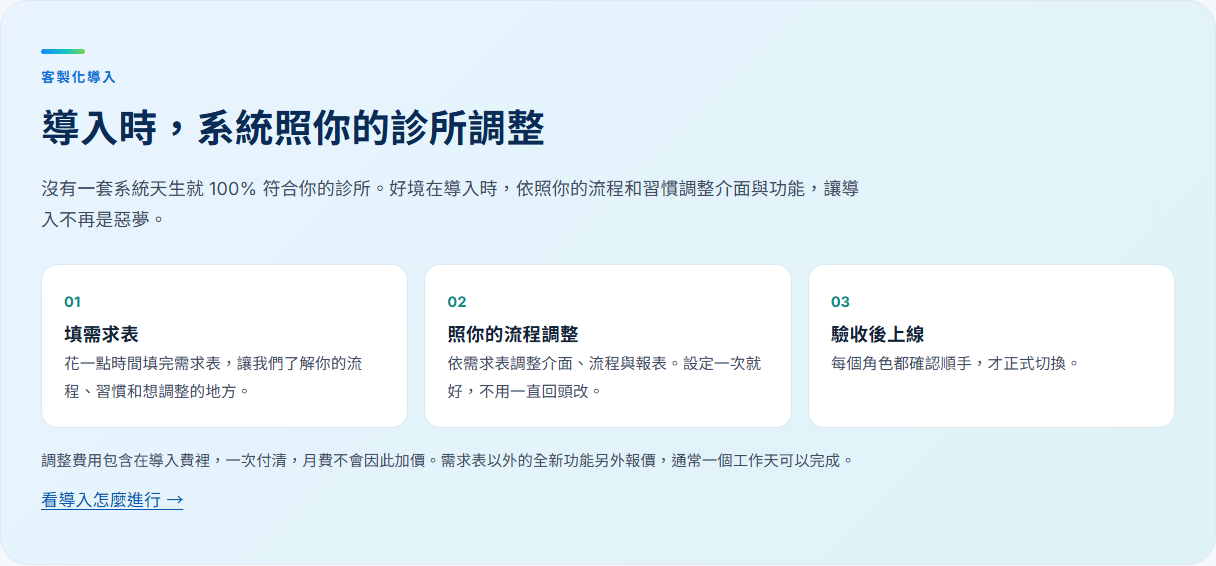 客製化導入
導入時，系統照你的診所調整
沒有一套系統天生就 100% 符合你的診所。好境在導入時，依照你的流程和習慣調整介面與功能，讓導
入不再是惡夢。
01
填需求表
花一點時間填完需求表，讓我們了解你的流
程、習慣和想調整的地方。
02
照你的流程調整
依需求表調整介面、流程與報表。設定一次就
好，不用一直回頭改。
03
驗收後上線
每個角色都確認順手，才正式切換。
調整費用包含在導入費裡，一次付清，月費不會因此加價。需求表以外的全新功能另外報價，通常一個工作天可以完成。
看導入怎麼進行 →